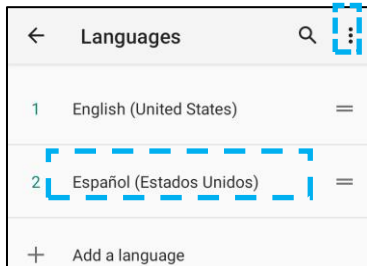 Languages
1 English (United States)
2 Español (Estados Unidos)
+ Add a language